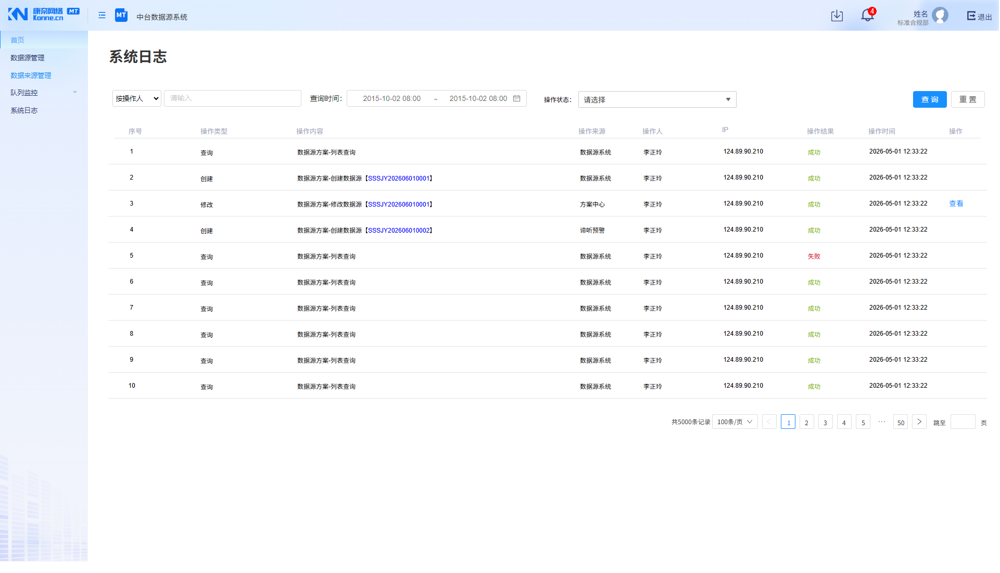 康奈网络 MT
Konne.cn
MT 中台数据源系统
4
姓名
标准合规部
退出
首页
数据源管理
数据来源管理
队列监控
系统日志
系统日志
按操作人 请输入 查询时间： 2015-10-02 08:00 ~ 2015-10-02 08:00 操作状态： 请选择 查 询 重 置
序号 操作类型 操作内容 操作来源 操作人 IP 操作结果 操作时间 操作
1 查询 数据源方案-列表查询 数据源系统 李正玲 124.89.90.210 成功 2026-05-01 12:33:22
2 创建 数据源方案-创建数据源【SSSJY202606010001】 数据源系统 李正玲 124.89.90.210 成功 2026-05-01 12:33:22
3 修改 数据源方案-修改数据源【SSSJY202606010001】 方案中心 李正玲 124.89.90.210 成功 2026-05-01 12:33:22 查看
4 创建 数据源方案-创建数据源【SSSJY202606010002】 谛听预警 李正玲 124.89.90.210 成功 2026-05-01 12:33:22
5 查询 数据源方案-列表查询 数据源系统 李正玲 124.89.90.210 失败 2026-05-01 12:33:22
6 查询 数据源方案-列表查询 数据源系统 李正玲 124.89.90.210 成功 2026-05-01 12:33:22
7 查询 数据源方案-列表查询 数据源系统 李正玲 124.89.90.210 成功 2026-05-01 12:33:22
8 查询 数据源方案-列表查询 数据源系统 李正玲 124.89.90.210 成功 2026-05-01 12:33:22
9 查询 数据源方案-列表查询 数据源系统 李正玲 124.89.90.210 成功 2026-05-01 12:33:22
10 查询 数据源方案-列表查询 数据源系统 李正玲 124.89.90.210 成功 2026-05-01 12:33:22
共5000条记录 100条/页 < 1 2 3 4 5 ··· 50 > 跳至 页